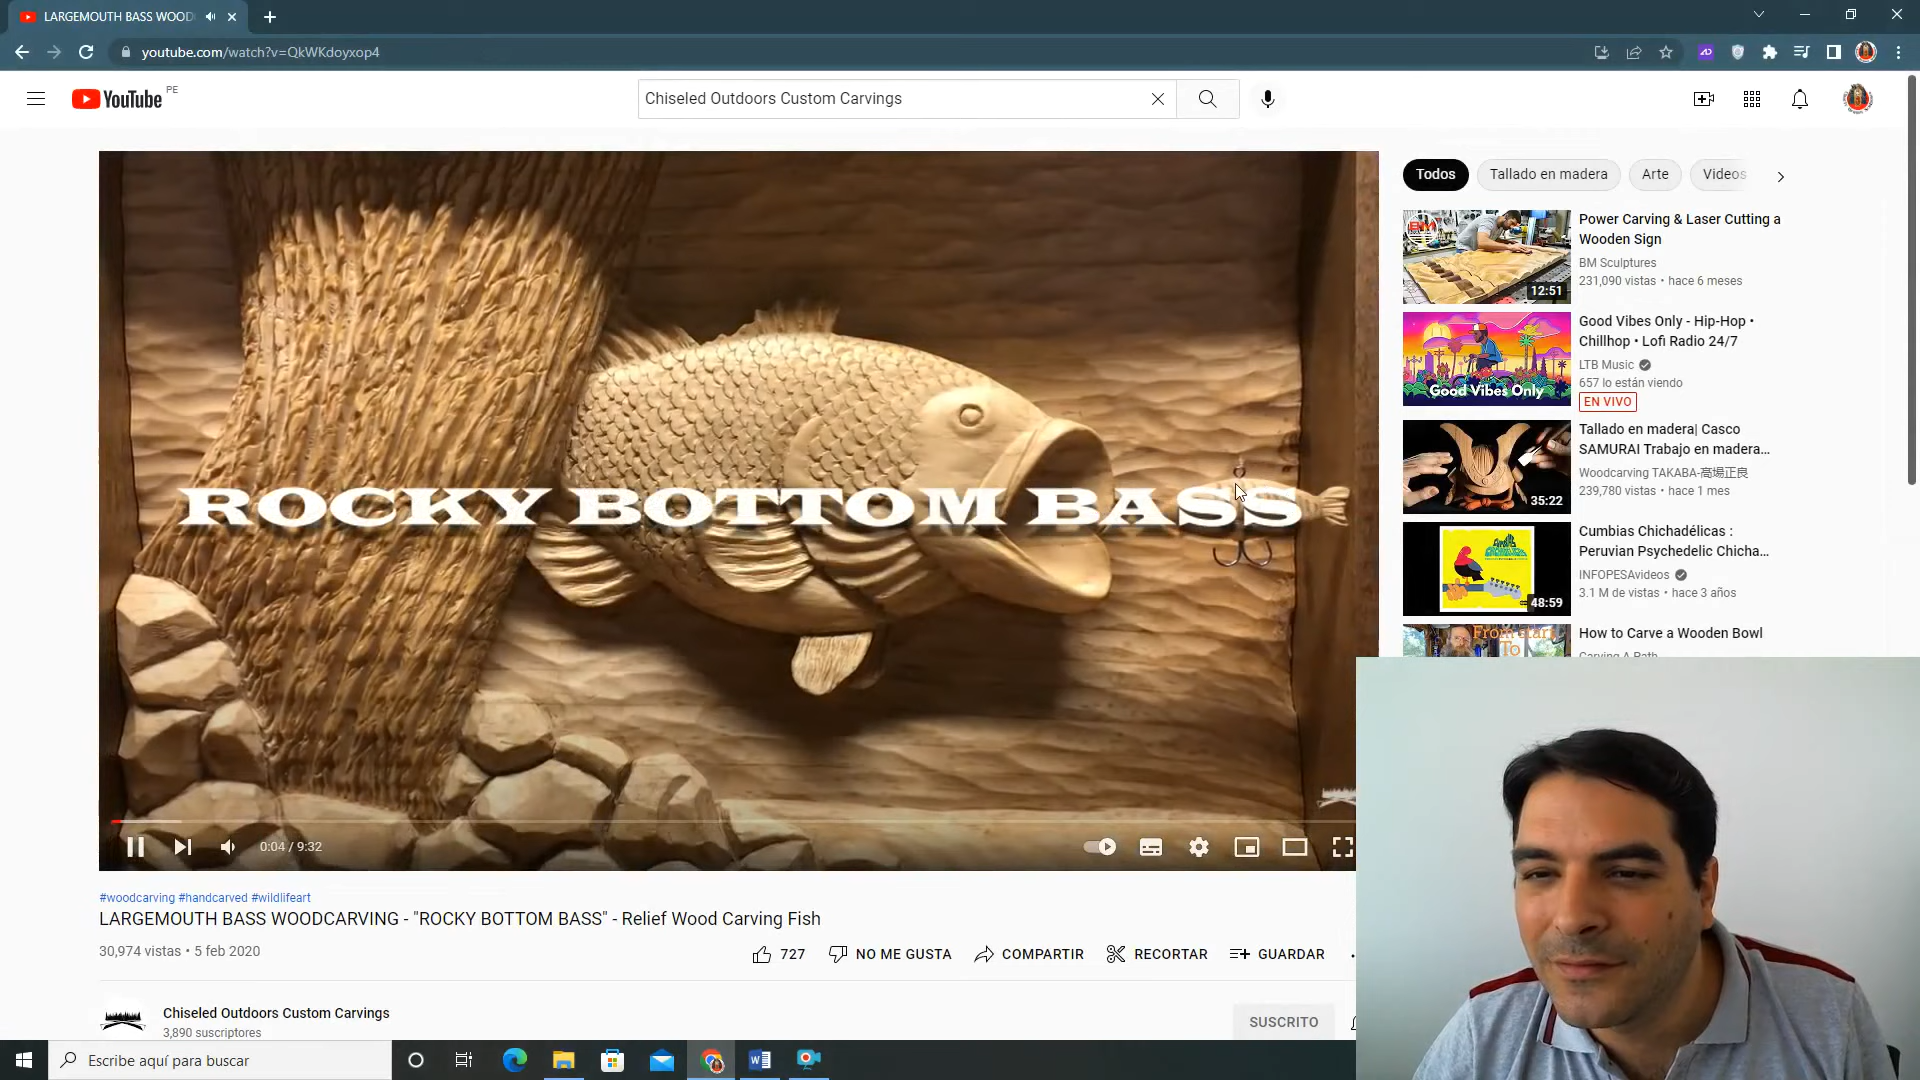 LARGEMOUTH BASS WOOD
youtube.com/watch?v=QkWKdoyxop4
YouTube PE
Chiseled Outdoors Custom Carvings
ROCKY BOTTOM BASS
0:04 / 9:32
#woodcarving #handcarved #wildlifeart
LARGEMOUTH BASS WOODCARVING - "ROCKY BOTTOM BASS" - Relief Wood Carving Fish
30,974 vistas • 5 feb 2020
727 NO ME GUSTA COMPARTIR RECORTAR GUARDAR
Chiseled Outdoors Custom Carvings
3,890 suscriptores
SUSCRITO
Todos Tallado en madera Arte Videos
12:51
Power Carving & Laser Cutting a
Wooden Sign
BM Sculptures
231,090 vistas • hace 6 meses
Good Vibes Only
Good Vibes Only - Hip-Hop •
Chillhop • Lofi Radio 24/7
LTB Music
657 lo están viendo
EN VIVO
35:22
Tallado en madera| Casco
SAMURAI Trabajo en madera...
Woodcarving TAKABA-高場正良
239,780 vistas • hace 1 mes
48:59
Cumbias Chichadélicas :
Peruvian Psychedelic Chicha...
INFOPESAvideos
3.1 M de vistas • hace 3 años
From start
To
How to Carve a Wooden Bowl
Carving A Path
Escribe aquí para buscar